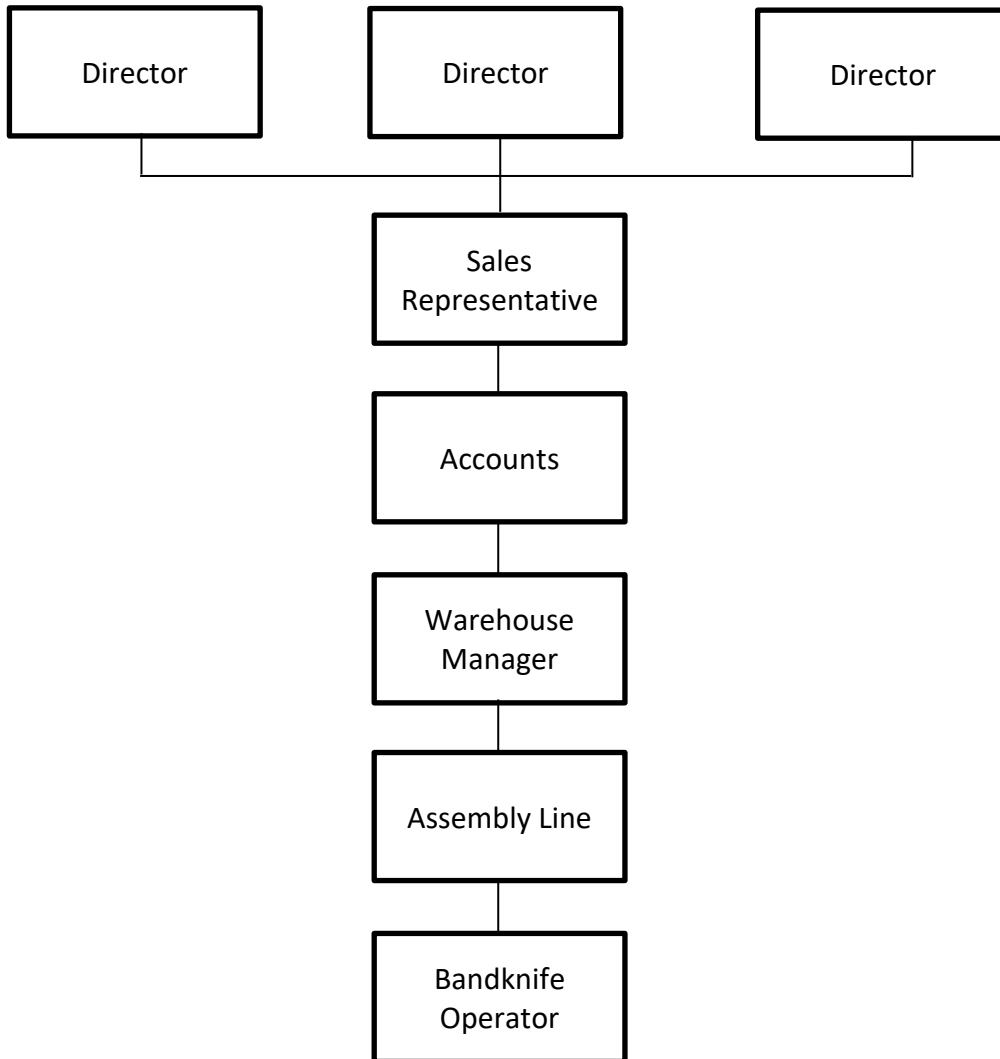 Director
Director
Director
Sales
Representative
Accounts
Warehouse
Manager
Assembly Line
Bandknife
Operator